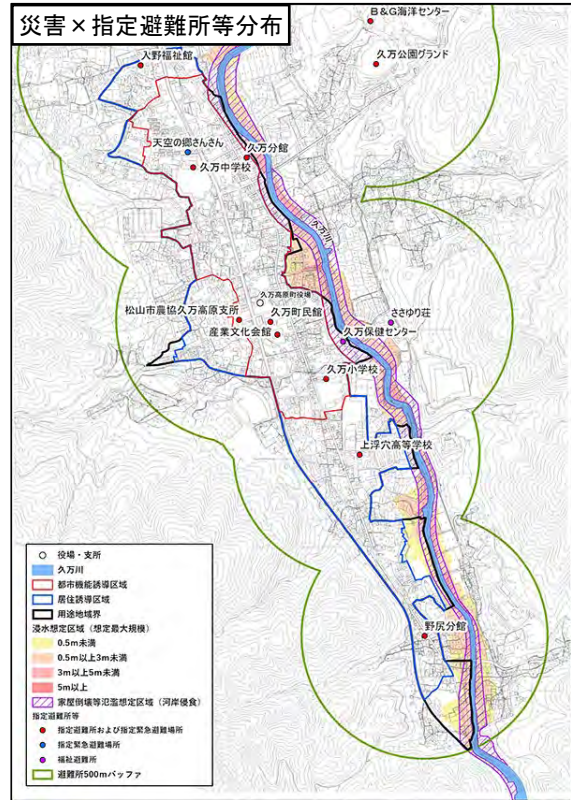 災害×指定避難所等分布
B&G海洋センター
久万公園グランド
入野福祉館
天空の郷さんさん
久万分館
久万中学校
久万川
久万高原町役場
松山市農協久万高原支所
久万町民館
産業文化会館
ささゆり荘
久万保健センター
久万小学校
上浮穴高等学校
野尻分館
役場・支所
久万川
都市機能誘導区域
居住誘導区域
用途地域界
浸水想定区域(想定最大規模)
0.5m未満
0.5m以上3m未満
3m以上5m未満
5m以上
家屋倒壊等氾濫想定区域(河岸侵食)
指定避難所等
指定避難所および指定緊急避難場所
指定緊急避難場所
福祉避難所
避難所500mバッファ